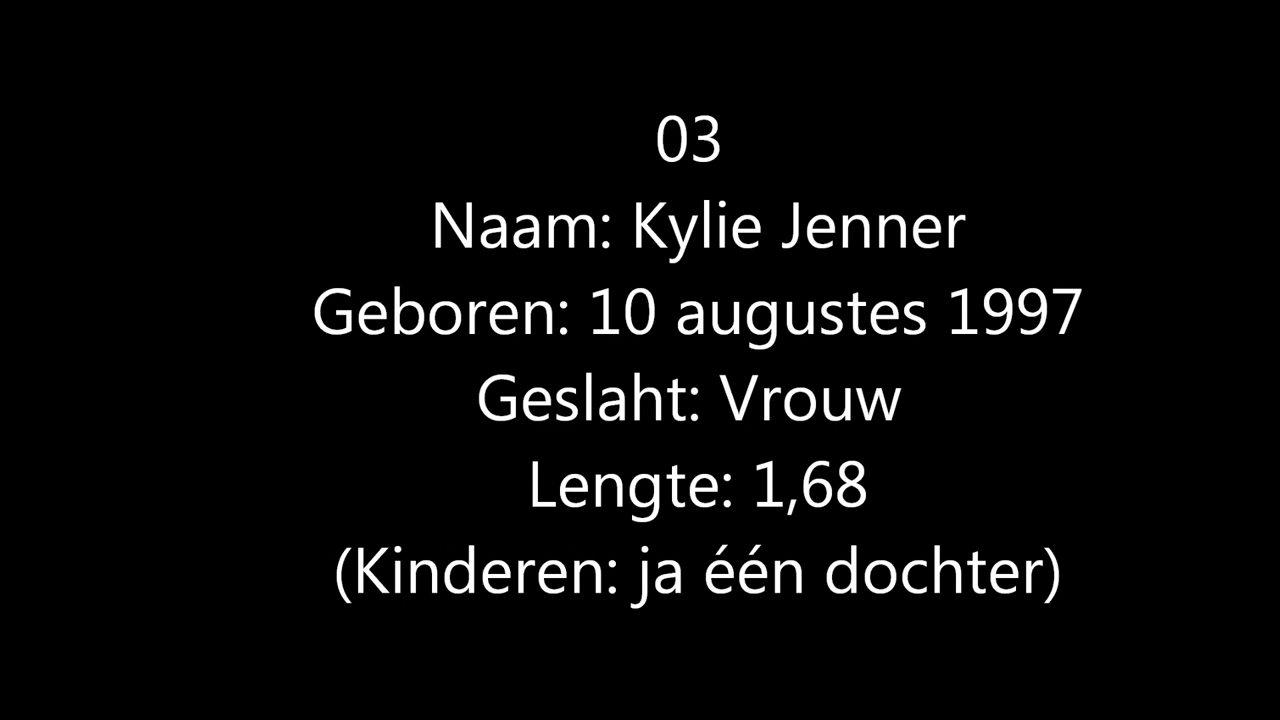 03
Naam: Kylie Jenner
Geboren: 10 augustes 1997
Geslaht: Vrouw
Lengte: 1,68
(Kinderen: ja één dochter)